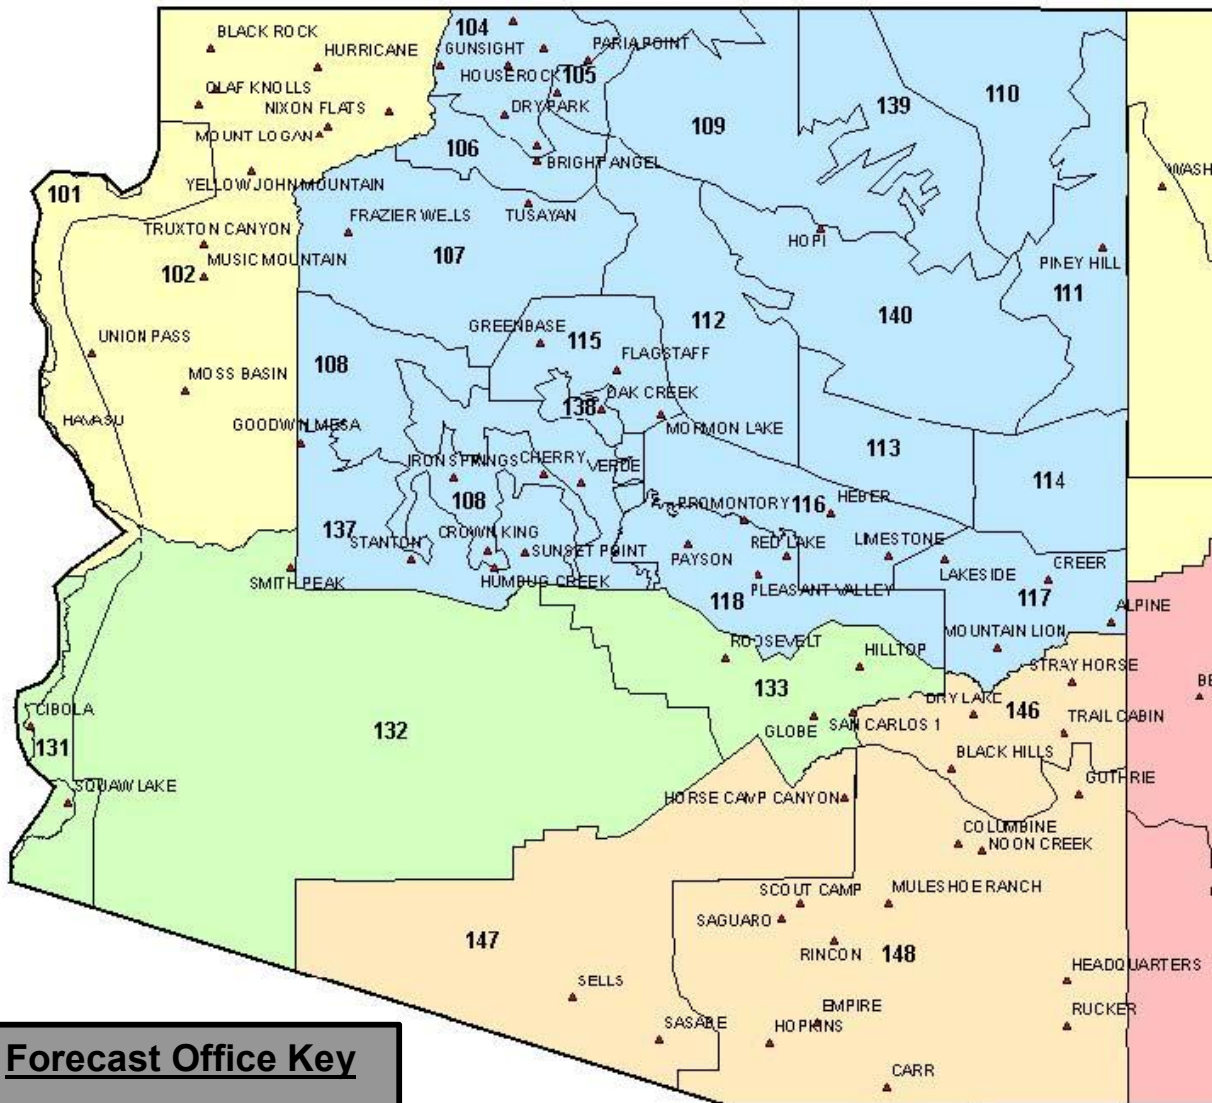 104
BLACK ROCK
HURRICANE
GUNSIGHT
PARIA POINT
HOUSEROCK
105
OLAF KNOLLS
NIXON FLATS
DRY PARK
139
110
109
MOUNT LOGAN
106
BRIGHT ANGEL
101
YELLOW JOHN MOUNTAIN
WASH
FRAZIER WELLS
TUSAYAN
TRUXTON CANYON
HOPI
107
MUSIC MOUNTAIN
102
PINEY HILL
111
112
140
UNION PASS
GREENBASE
115
FLAGSTAFF
108
MOSS BASIN
OAK CREEK
138
HAVASU
GOODWIN MESA
MORMON LAKE
113
IRON SPRINGS
CHERRY
VERDE
114
PROMONTORY
116
HEBER
108
137
STANTON
CROWN KING
SUNSET POINT
PAYSON
RED LAKE
LIMESTONE
SMITH PEAK
HUMBUG CREEK
PLEASANT VALLEY
LAKESIDE
GREER
118
117
ALPINE
MOUNTAIN LION
ROOSEVELT
HILLTOP
STRAY HORSE
133
DRY LAKE
146
BE
CIBOLA
132
GLOBE
SAN CARLOS 1
TRAIL CABIN
131
BLACK HILLS
SQUAW LAKE
HORSE CAMP CANYON
GUTHRIE
COLUMBINE
NOON CREEK
SCOUT CAMP
MULESHOE RANCH
SAGUARO
147
RINCON
148
HEADQUARTERS
SELLS
EMPIRE
RUCKER
SASABE
HOPKINS
CARR
Forecast Office Key